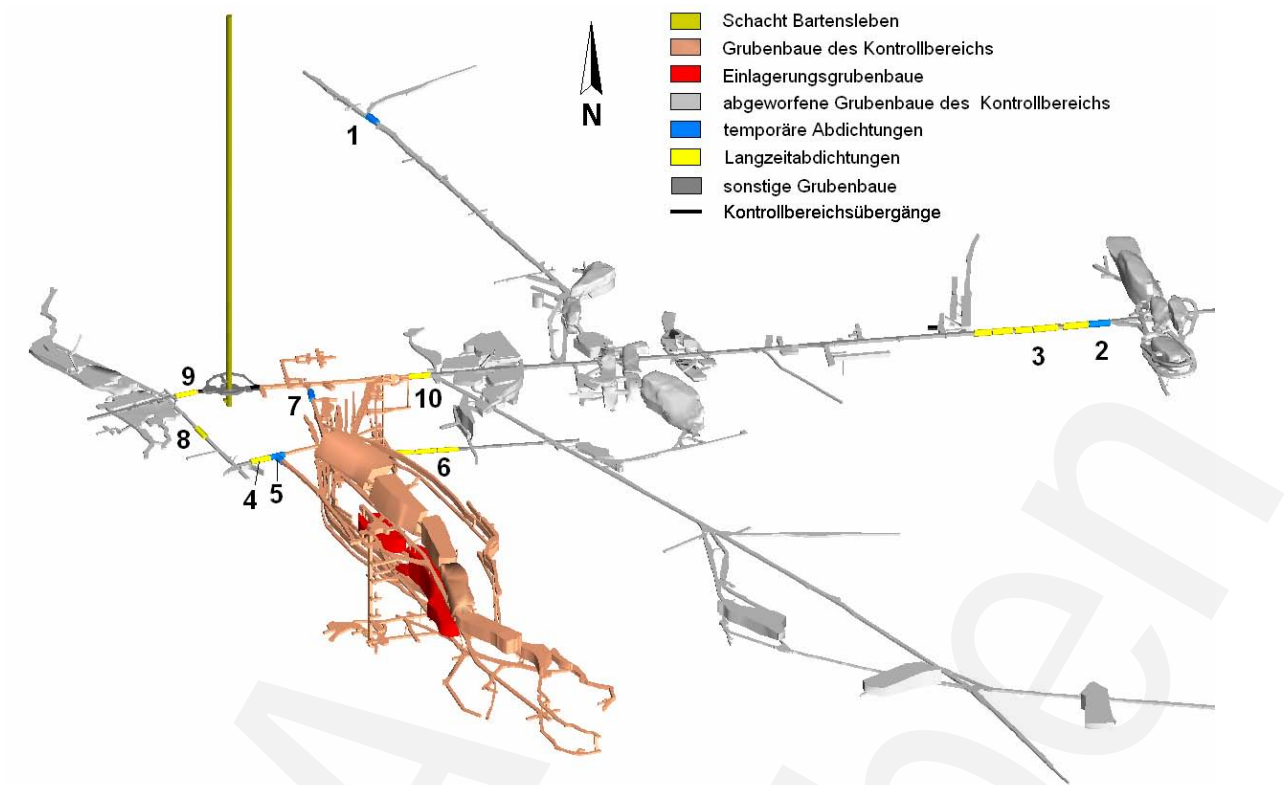 Schacht Bartensleben
Grubenbaue des Kontrollbereichs
Einlagerungsgrubenbaue
abgeworfene Grubenbaue des Kontrollbereichs
temporäre Abdichtungen
Langzeitabdichtungen
sonstige Grubenbaue
Kontrollbereichsübergänge
N
1
3
2
9
7
10
8
6
4
5